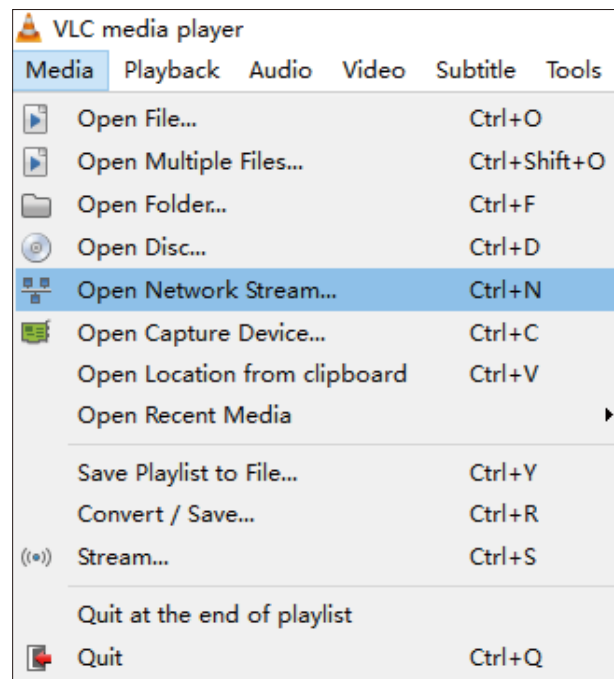 VLC media player
Media Playback Audio Video Subtitle Tools
Open File... Ctrl+O
Open Multiple Files... Ctrl+Shift+O
Open Folder... Ctrl+F
Open Disc... Ctrl+D
Open Network Stream... Ctrl+N
Open Capture Device... Ctrl+C
Open Location from clipboard Ctrl+V
Open Recent Media
Save Playlist to File... Ctrl+Y
Convert / Save... Ctrl+R
Stream... Ctrl+S
Quit at the end of playlist
Quit Ctrl+Q